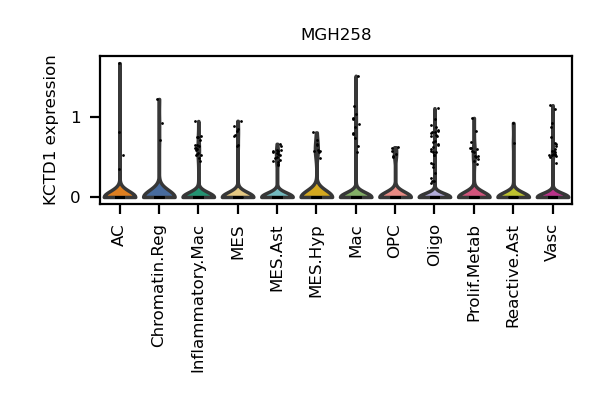 MGH258
KCTD1 expression
1
0
AC
Chromatin.Reg
Inflammatory.Mac
MES
MES.Ast
MES.Hyp
Mac
OPC
Oligo
Prolif.Metab
Reactive.Ast
Vasc